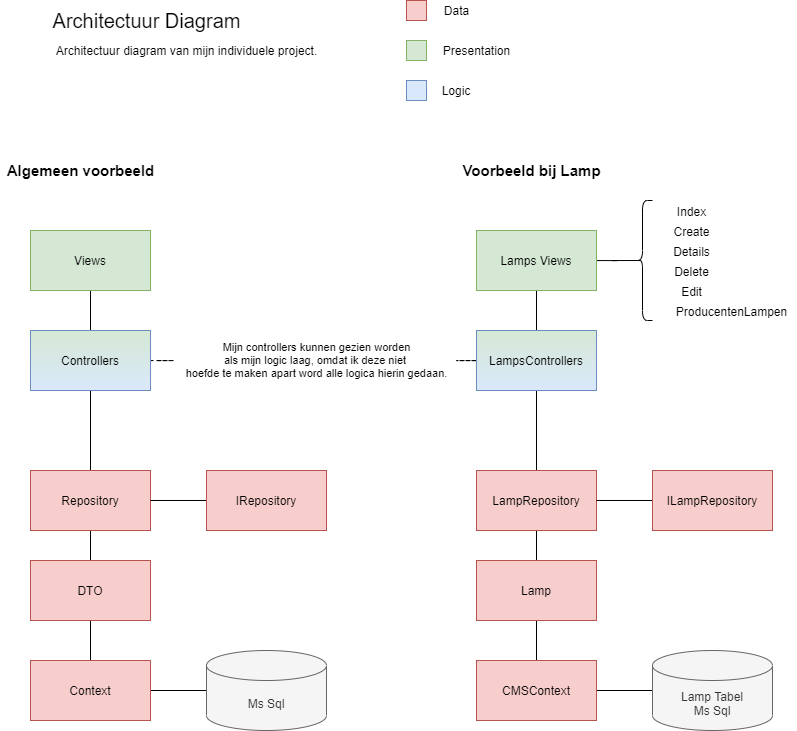 Architectuur Diagram
Architectuur diagram van mijn individuele project.
Data
Presentation
Logic
Algemeen voorbeeld
Views
Controllers
Mijn controllers kunnen gezien worden
als mijn logic laag, omdat ik deze niet
hoefde te maken apart word alle logica hierin gedaan.
Repository
IRepository
DTO
Context
Ms Sql
Voorbeeld bij Lamp
Lamps Views
Index
Create
Details
Delete
Edit
ProducentenLampen
LampsControllers
LampRepository
ILampRepository
Lamp
CMSContext
Lamp Tabel
Ms Sql